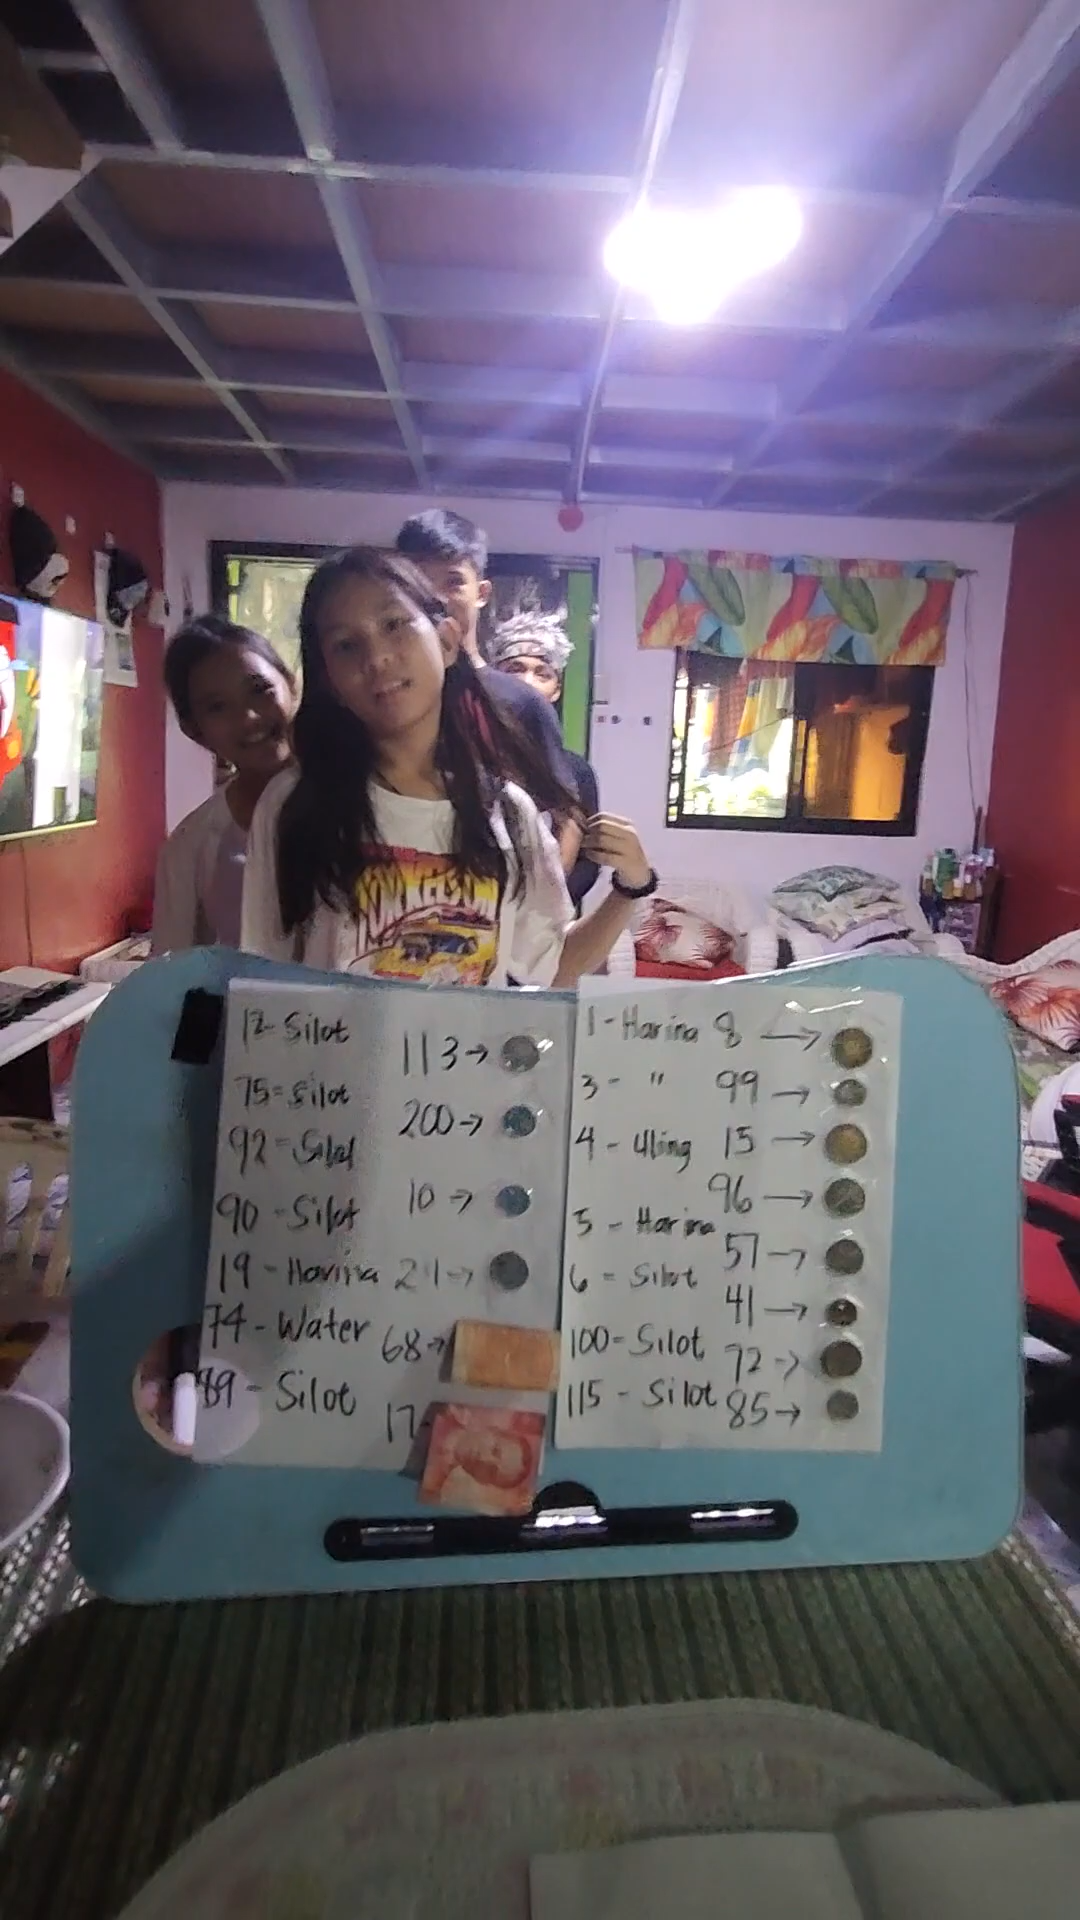 12- Silot
113→
75= Silot
200→
92 = Silot
10 →
90 - Silot
19 - Harina
21→
74 - Water
68→
89 - Silot
17-
1 - Harina
8 →
3 - "
99 →
4 - Uling
15 →
96 →
5 - Harina
57→
6 = Silot
41→
100- Silot
72→
115 - Silot
85→